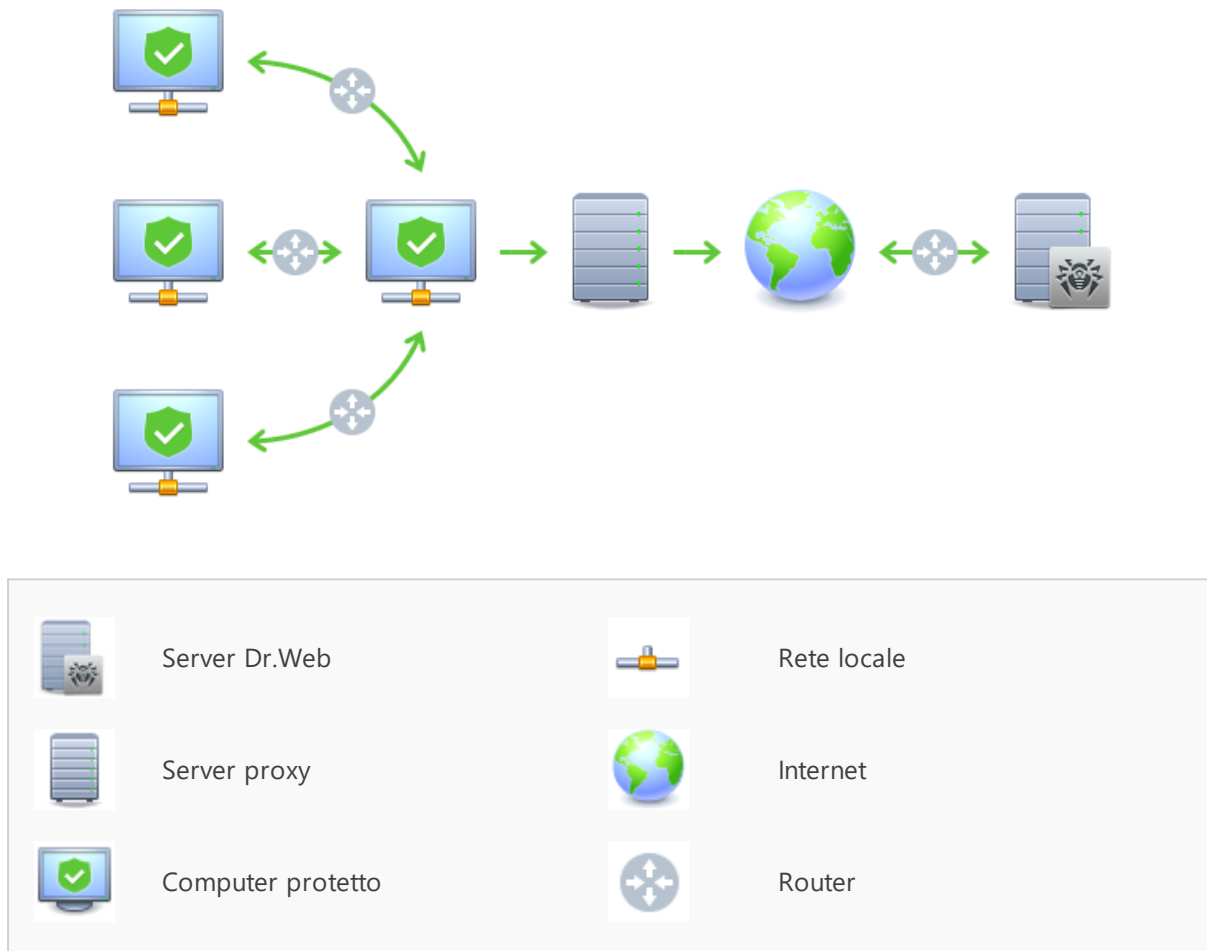 Server Dr.Web
Rete locale
Server proxy
Internet
Computer protetto
Router